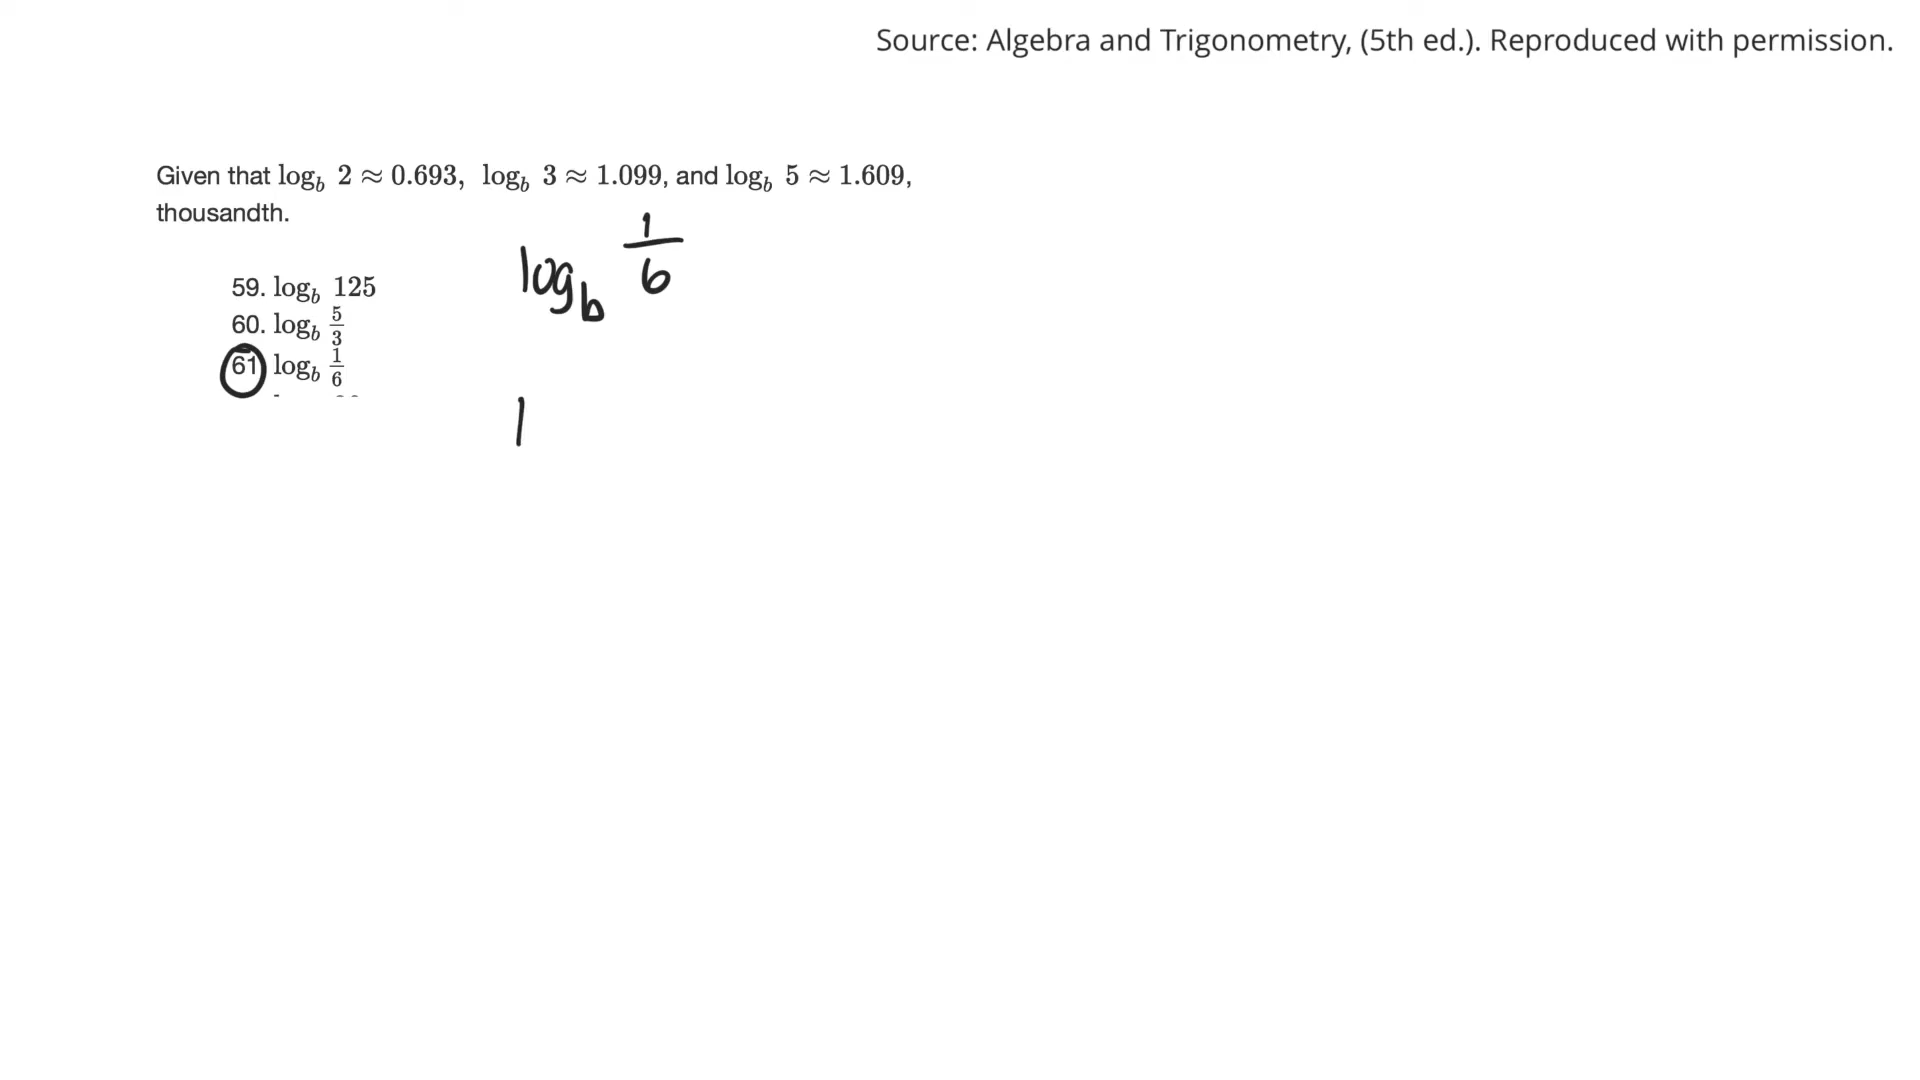 Source: Algebra and Trigonometry, (5th ed.). Reproduced with permission.
Given that log_b 2 ≈ 0.693, log_b 3 ≈ 1.099, and log_b 5 ≈ 1.609,
thousandth.
log_b 1/6
59. log_b 125
60. log_b 5/3
61 log_b 1/6
l